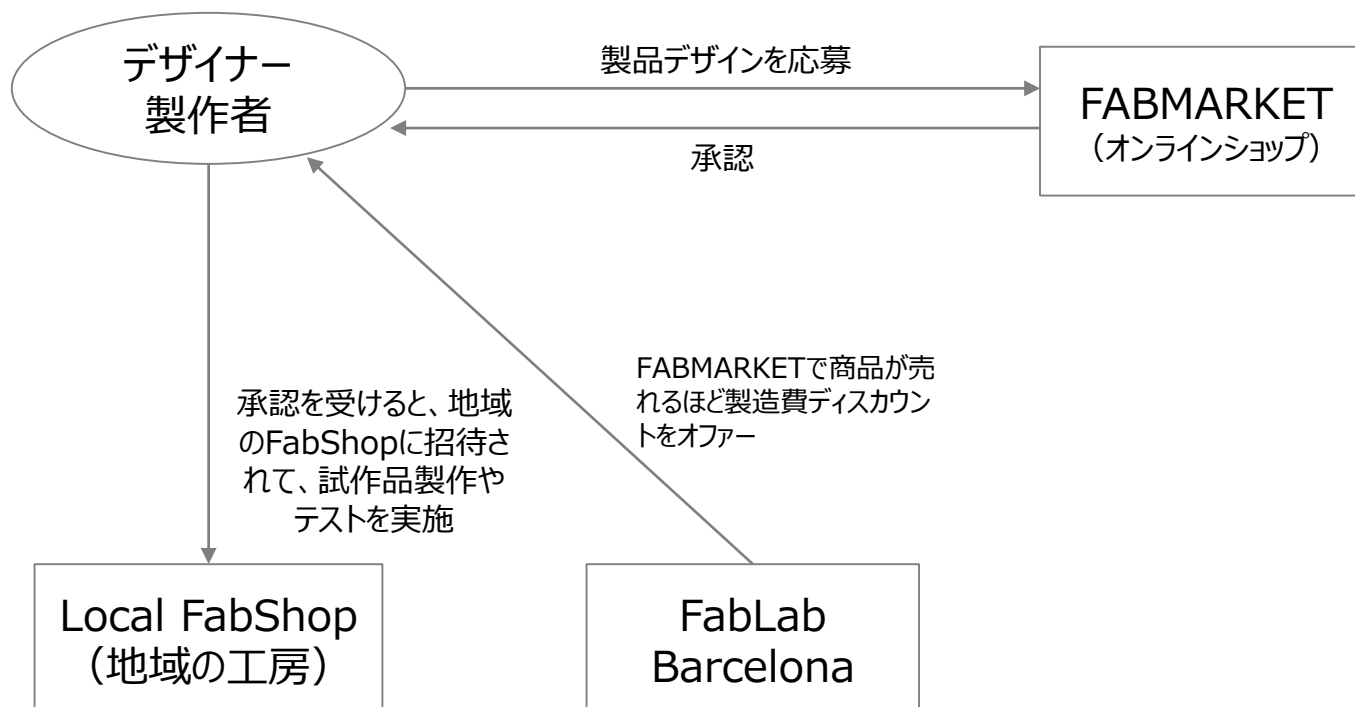 デザイナー
製作者
製品デザインを応募
承認
FABMARKET
（オンラインショップ）
FABMARKETで商品が売
れるほど製造費ディスカウン
トをオファー
承認を受けると、地域
のFabShopに招待さ
れて、試作品製作や
テストを実施
Local FabShop
（地域の工房）
FabLab
Barcelona